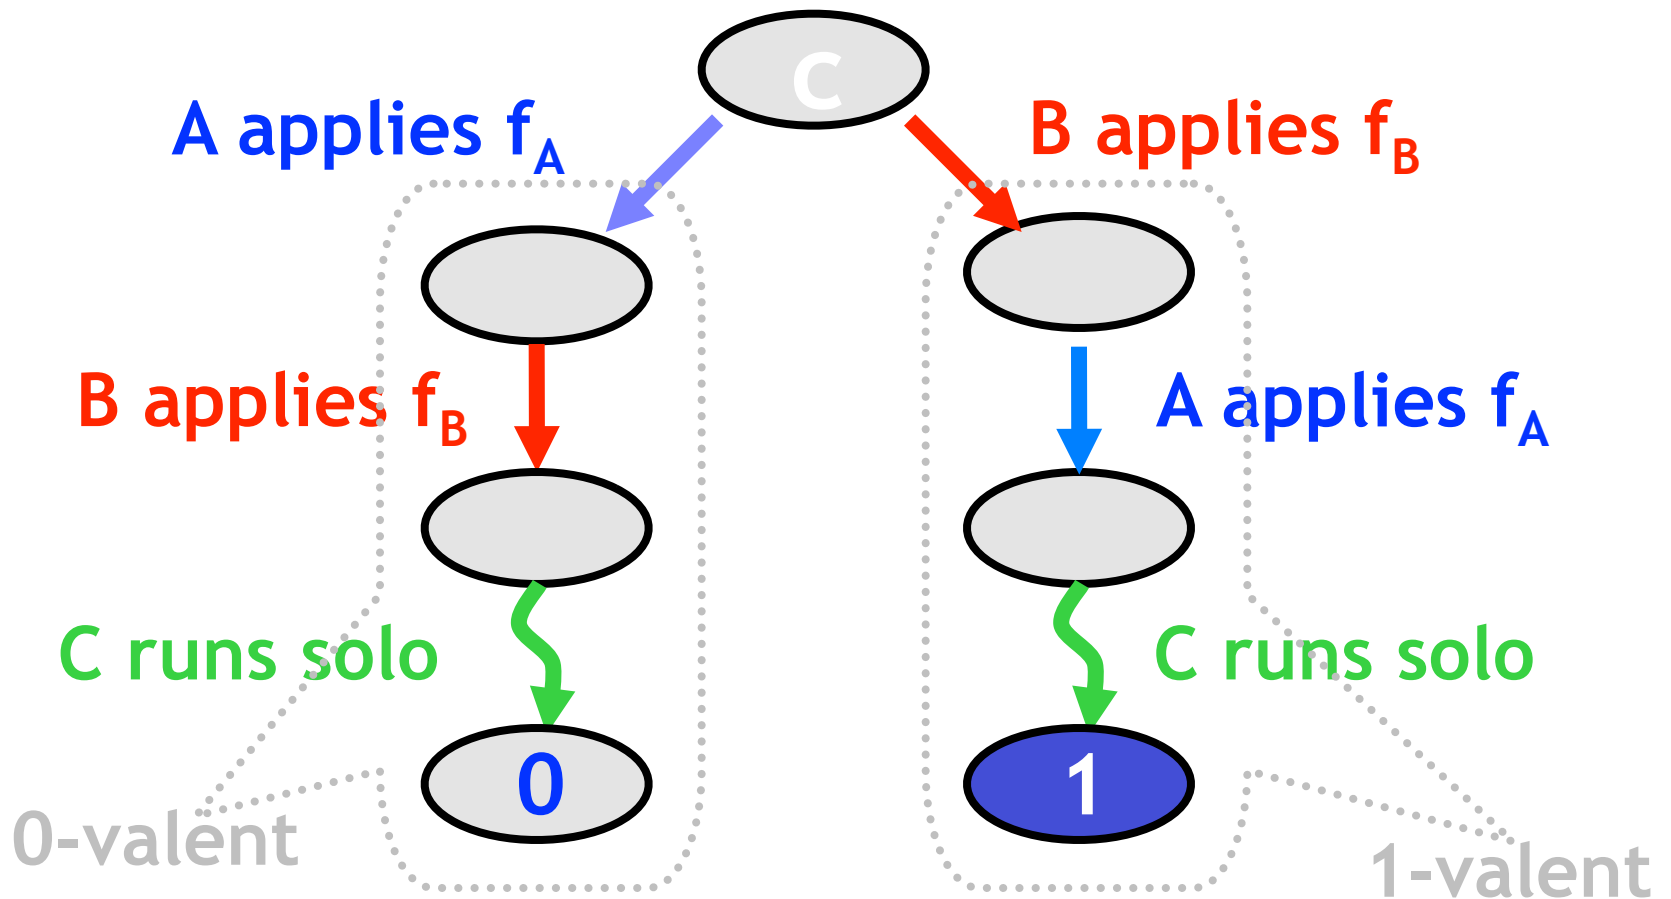 C
A applies fA
B applies fB
B applies fB
A applies fA
C runs solo
C runs solo
0
1
0-valent
1-valent